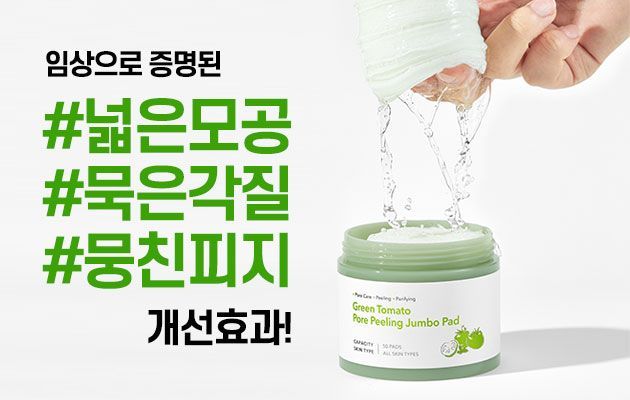 임상으로 증명된
#넓은모공
#묵은각질
#뭉친피지
개선효과!
• Pore Care • Peeling • Purifying
Green Tomato
Pore Peeling Jumbo Pad
CAPACITY 50 PADS
SKIN TYPE ALL SKIN TYPES